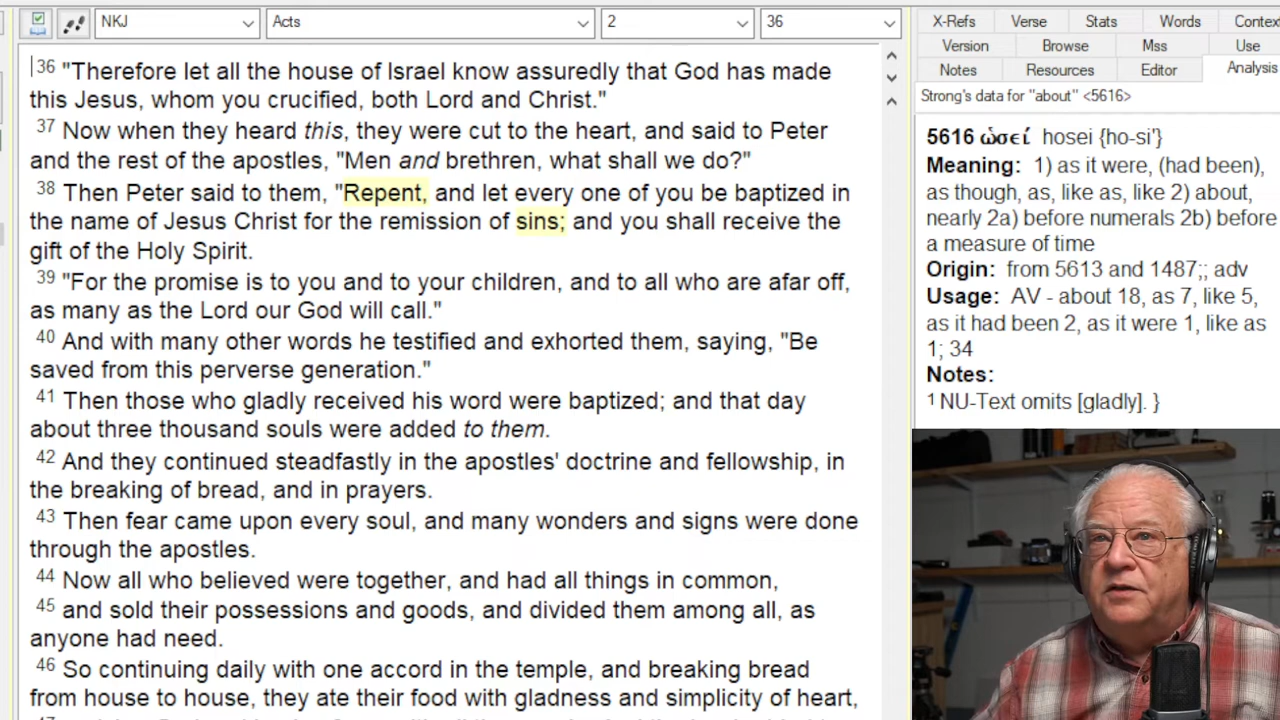 NKJ Acts 2 36
36 "Therefore let all the house of Israel know assuredly that God has made
this Jesus, whom you crucified, both Lord and Christ."
37 Now when they heard this, they were cut to the heart, and said to Peter
and the rest of the apostles, "Men and brethren, what shall we do?"
38 Then Peter said to them, "Repent, and let every one of you be baptized in
the name of Jesus Christ for the remission of sins; and you shall receive the
gift of the Holy Spirit.
39 "For the promise is to you and to your children, and to all who are afar off,
as many as the Lord our God will call."
40 And with many other words he testified and exhorted them, saying, "Be
saved from this perverse generation."
41 Then those who gladly received his word were baptized; and that day
about three thousand souls were added to them.
42 And they continued steadfastly in the apostles' doctrine and fellowship, in
the breaking of bread, and in prayers.
43 Then fear came upon every soul, and many wonders and signs were done
through the apostles.
44 Now all who believed were together, and had all things in common,
45 and sold their possessions and goods, and divided them among all, as
anyone had need.
46 So continuing daily with one accord in the temple, and breaking bread
from house to house, they ate their food with gladness and simplicity of heart,
X-Refs Verse Stats Words Contex
Version Browse Mss Use
Notes Resources Editor Analysis
Strong's data for "about" <5616>
5616 ὡσεί hosei {ho-si'}
Meaning: 1) as it were, (had been),
as though, as, like as, like 2) about,
nearly 2a) before numerals 2b) before
a measure of time
Origin: from 5613 and 1487;; adv
Usage: AV - about 18, as 7, like 5,
as it had been 2, as it were 1, like as
1; 34
Notes:
1 NU-Text omits [gladly]. }